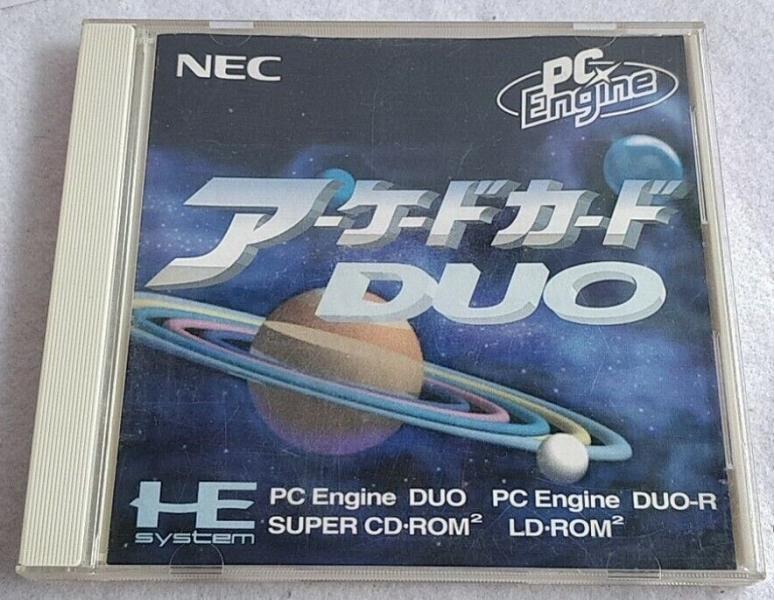 NEC
PC Engine
アーケードカード
DUO
HE system
PC Engine DUO PC Engine DUO-R
SUPER CD·ROM² LD·ROM²